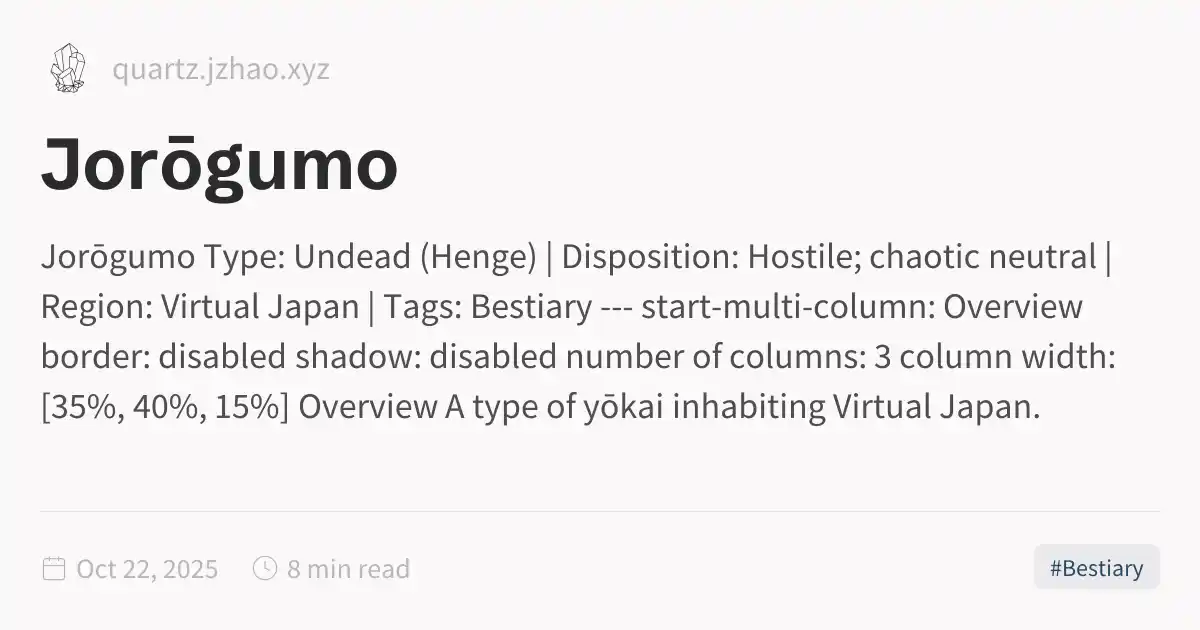 quartz.jzhao.xyz
Jorōgumo
Jorōgumo Type: Undead (Henge) | Disposition: Hostile; chaotic neutral |
Region: Virtual Japan | Tags: Bestiary --- start-multi-column: Overview
border: disabled shadow: disabled number of columns: 3 column width:
[35%, 40%, 15%] Overview A type of yōkai inhabiting Virtual Japan.
Oct 22, 2025
8 min read
#Bestiary